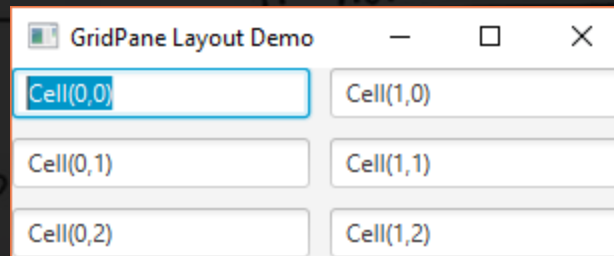 GridPane Layout Demo
Cell(0,0) Cell(1,0)
Cell(0,1) Cell(1,1)
Cell(0,2) Cell(1,2)